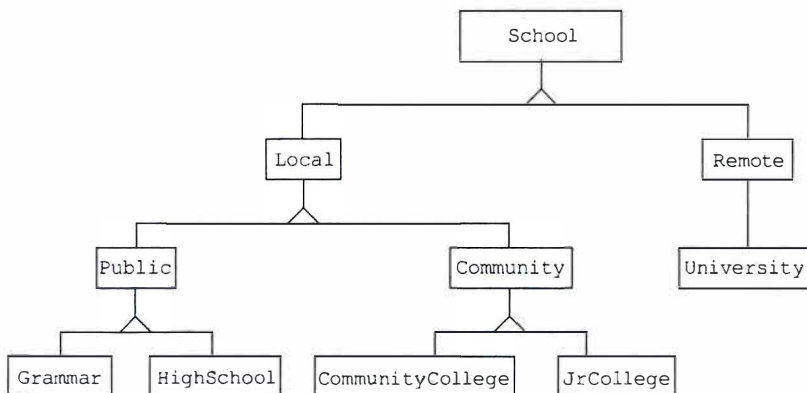 School
Local
Remote
Public
Community
University
Grammar
HighSchool
CommunityCollege
JrCollege